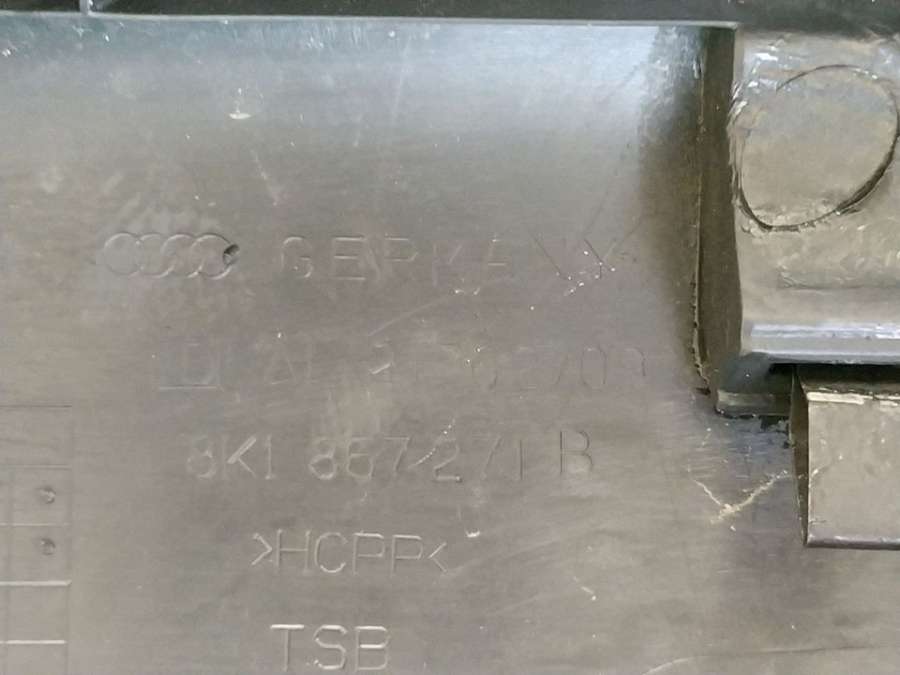 GERMANY
8K1 867 271 B
>HCPP<
TSB